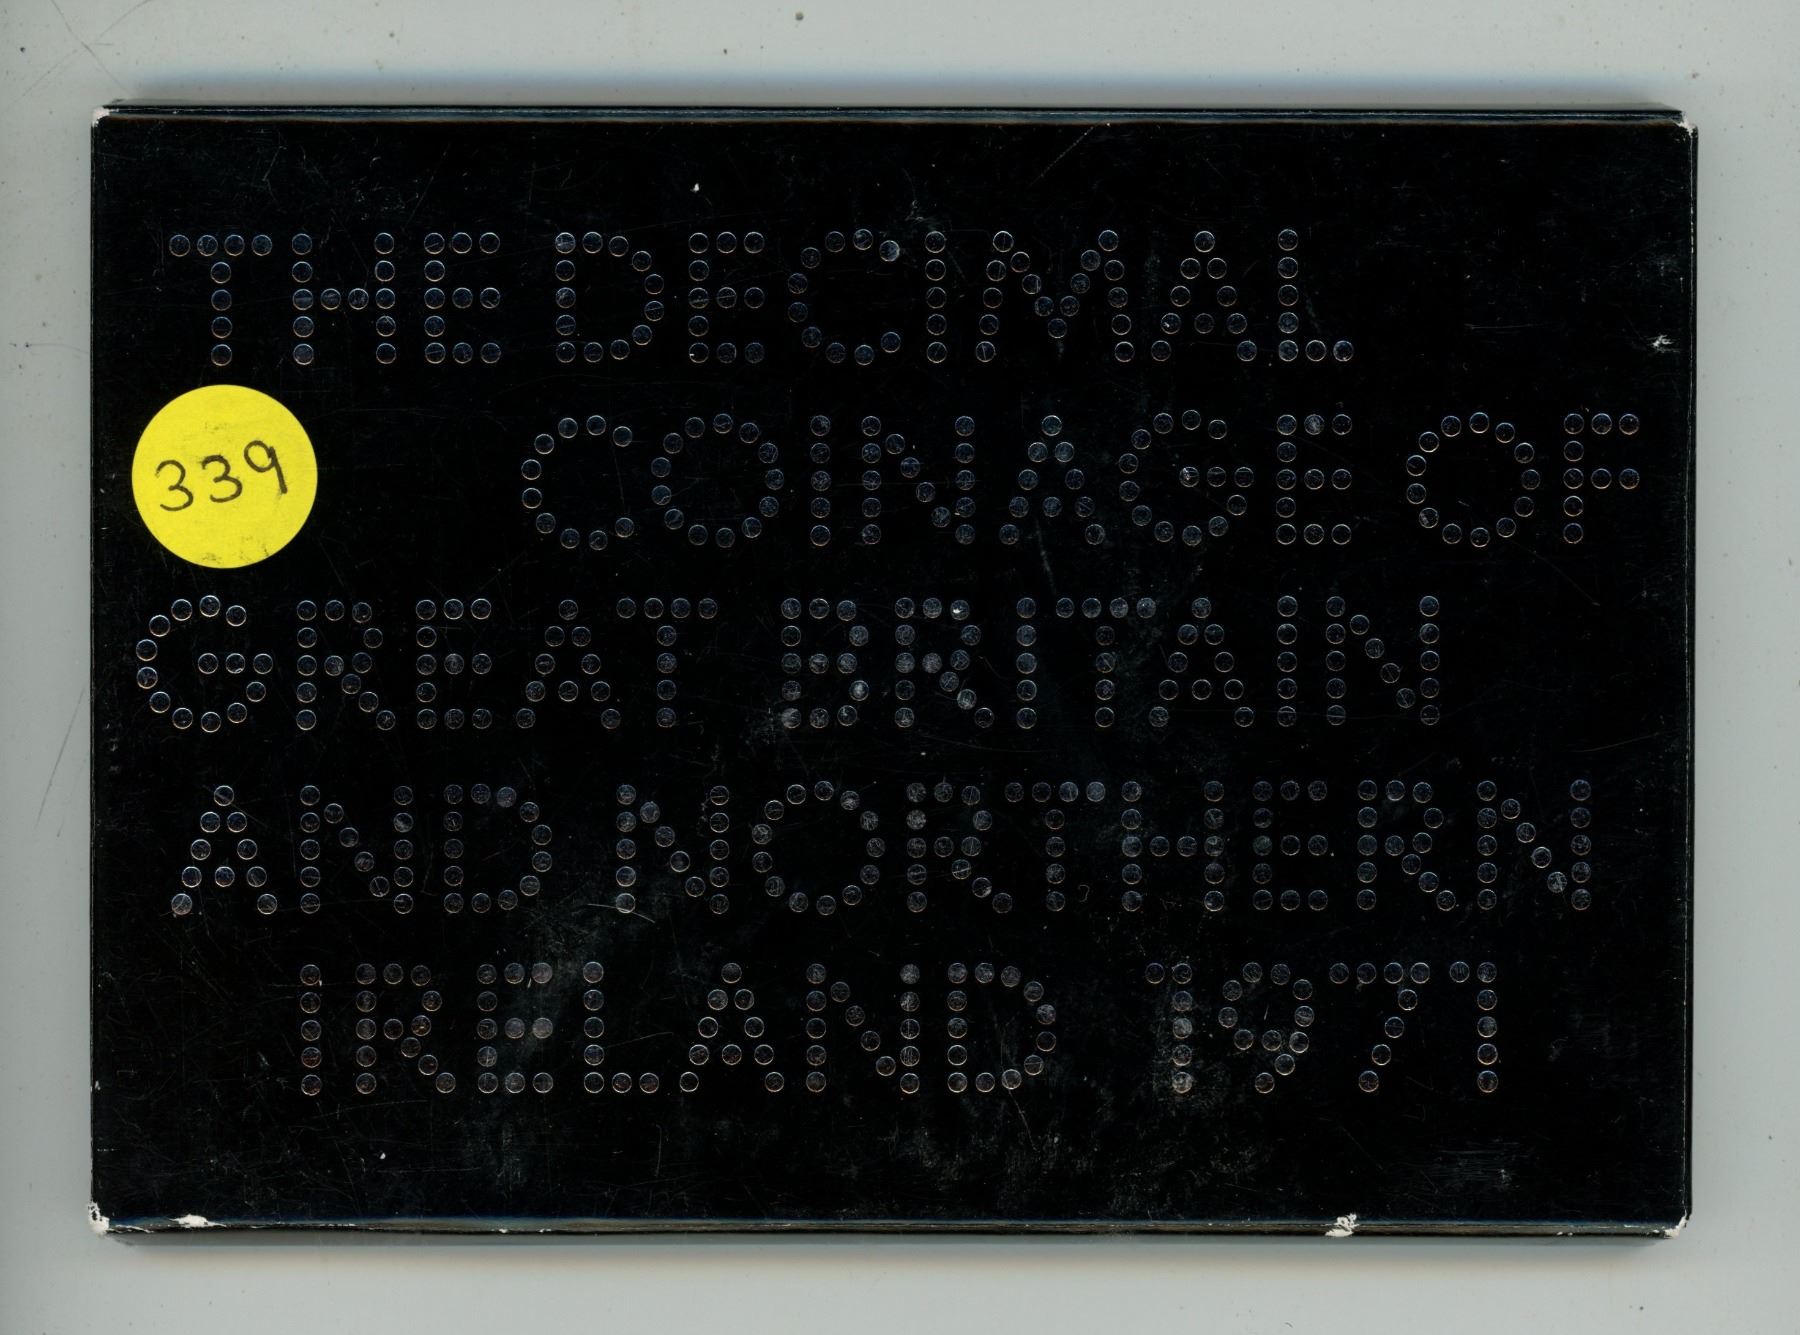 THE DECIMAL
339
COINAGE OF
GREAT BRITAIN
AND NORTHERN
IRELAND 1971